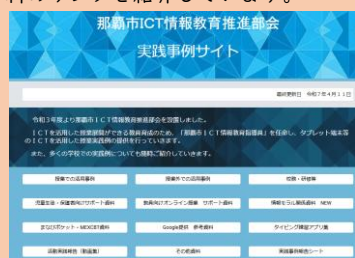 体のリンクを紹介しています。
那覇市ICT情報教育推進部会
実践事例サイト
最終更新日 令和7年4月11日
令和3年度より那覇市ICT情報教育推進部会を設置しました。
ICTを活用した授業展開ができる教員育成のため、「那覇市ICT情報教育指導員」を任命し、タブレット端末等
のICTを活用した授業実践例の提供を行っていきます。
また、多くの学校での実践例についても随時ご紹介していきます。
授業での活用事例 授業外での活用事例 校務・研修等
児童生徒・保護者向けサポート資料 教員向けオンライン授業 サポート資料 情報モラル関係資料 NEW
まなびポケット・MEXCBT資料 Google提供 参考資料 タイピング練習アプリ集
活動実践報告(動画集) その他資料 実践事例報告シート